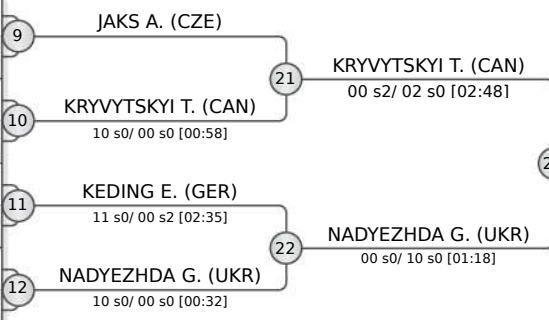 JAKS A. (CZE)
9
21
KRYVYTSKYI T. (CAN)
00 s2/ 02 s0 [02:48]
KRYVYTSKYI T. (CAN)
10
10 s0/ 00 s0 [00:58]
KEDING E. (GER)
11
11 s0/ 00 s2 [02:35]
22
NADYEZHDA G. (UKR)
00 s0/ 10 s0 [01:18]
NADYEZHDA G. (UKR)
12
10 s0/ 00 s0 [00:32]